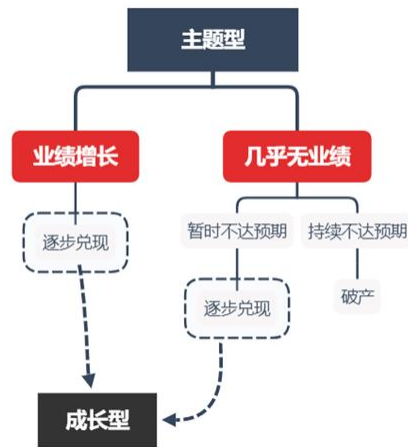 主题型
业绩增长
几乎无业绩
逐步兑现
暂时不达预期
持续不达预期
逐步兑现
破产
成长型